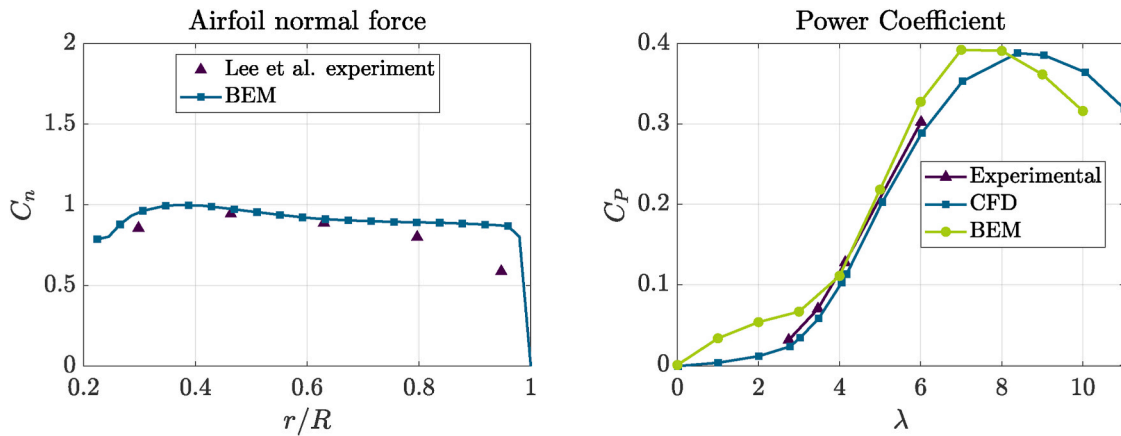 Airfoil normal force
2
1.5
1
0.5
0
C_n
Lee et al. experiment
BEM
0.2
0.4
0.6
0.8
1
r/R
Power Coefficient
0.4
0.3
0.2
0.1
0
C_P
Experimental
CFD
BEM
0
2
4
6
8
10
λ